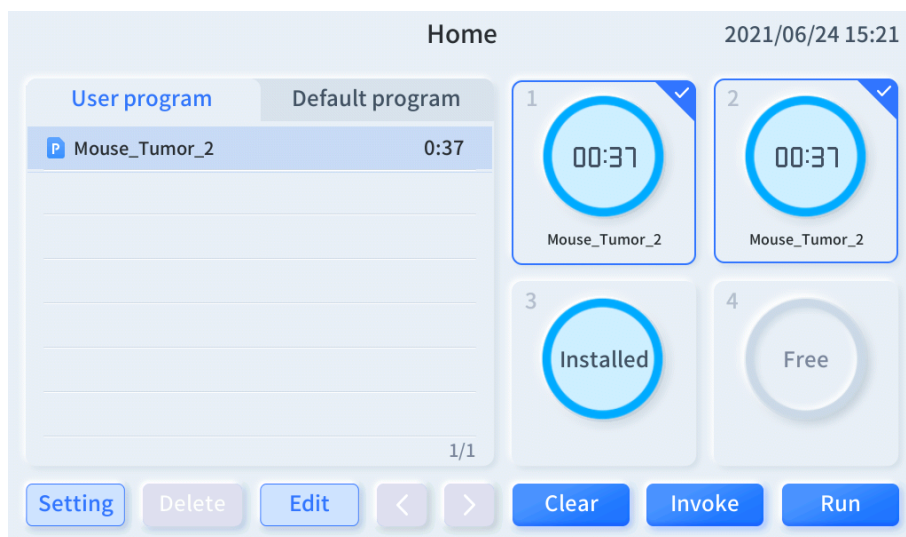 Home
2021/06/24 15:21
User program
Default program
P Mouse_Tumor_2 0:37
1/1
1
00:37
Mouse_Tumor_2
2
00:37
Mouse_Tumor_2
3
Installed
4
Free
Setting
Delete
Edit
<
>
Clear
Invoke
Run